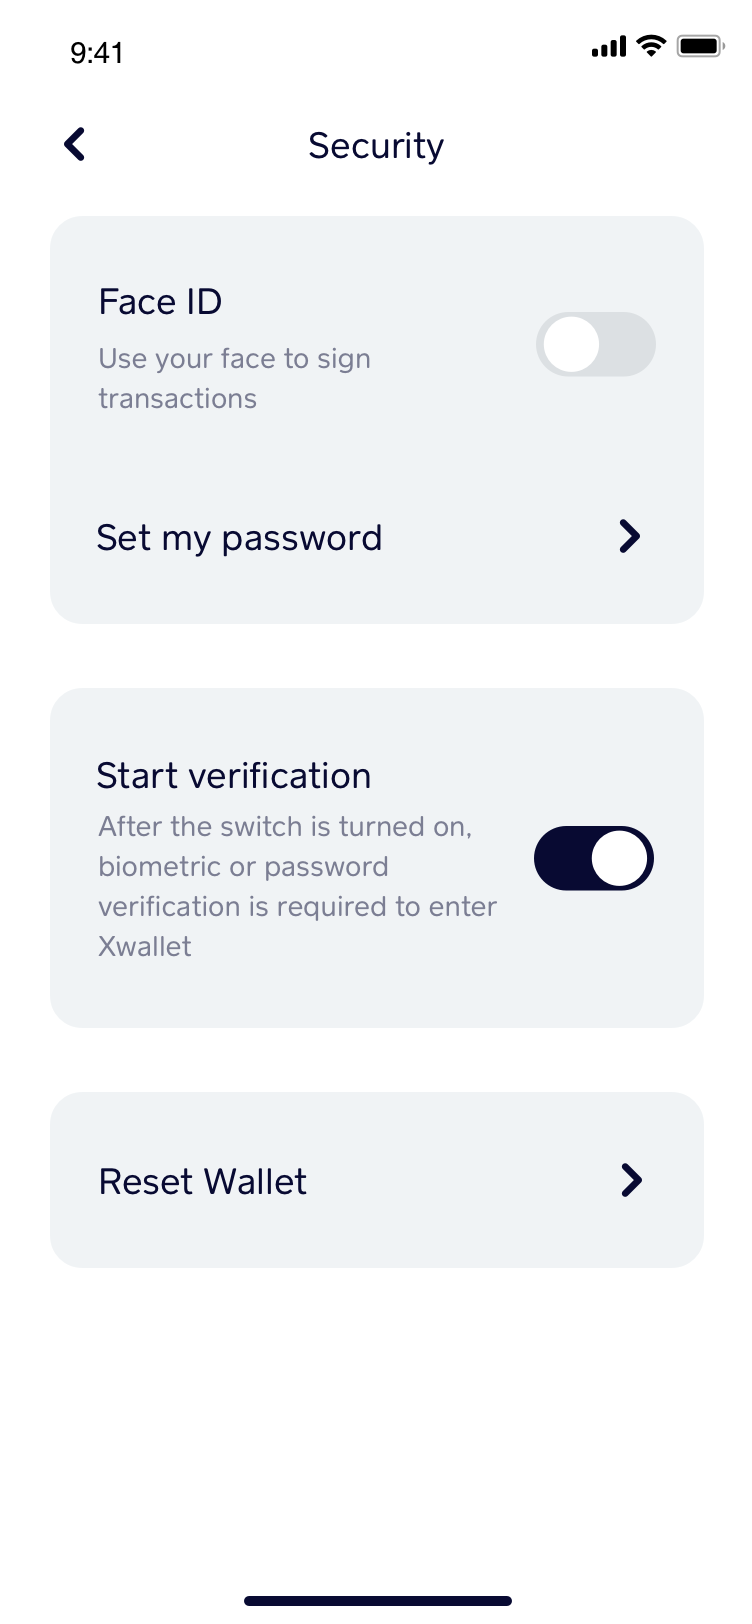 9:41
Security
Face ID
Use your face to sign
transactions
Set my password
Start verification
After the switch is turned on,
biometric or password
verification is required to enter
Xwallet
Reset Wallet